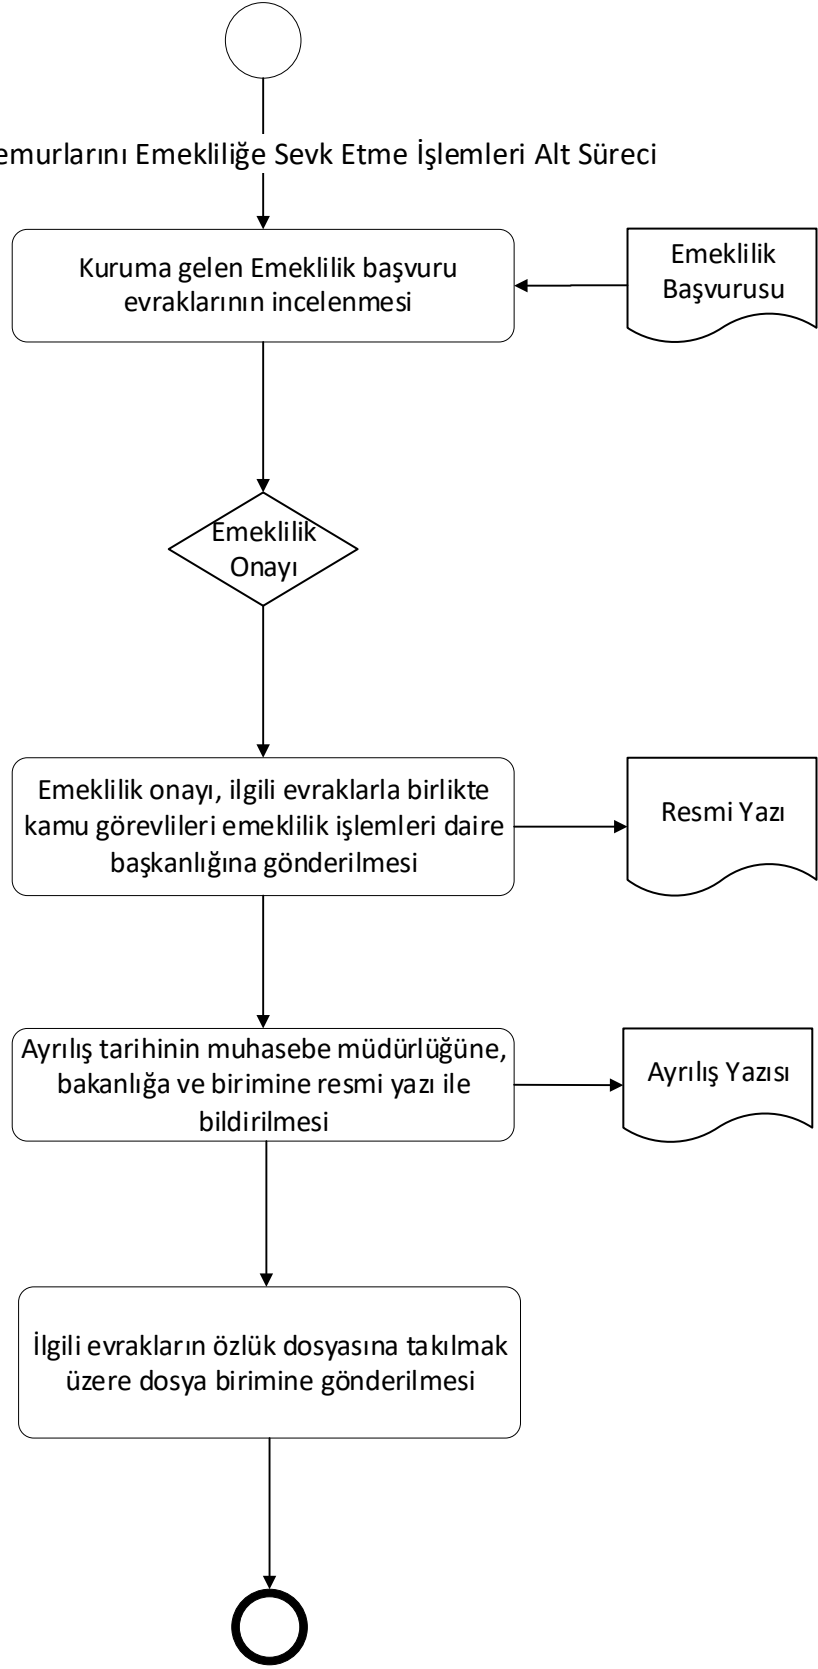 emurlarını Emekliliğe Sevk Etme İşlemleri Alt Süreci
Kuruma gelen Emeklilik başvuru
evraklarının incelenmesi
Emeklilik
Başvurusu
Emeklilik
Onayı
Emeklilik onayı, ilgili evraklarla birlikte
kamu görevlileri emeklilik işlemleri daire
başkanlığına gönderilmesi
Resmi Yazı
Ayrılış tarihinin muhasebe müdürlüğüne,
bakanlığa ve birimine resmi yazı ile
bildirilmesi
Ayrılış Yazısı
İlgili evrakların özlük dosyasına takılmak
üzere dosya birimine gönderilmesi